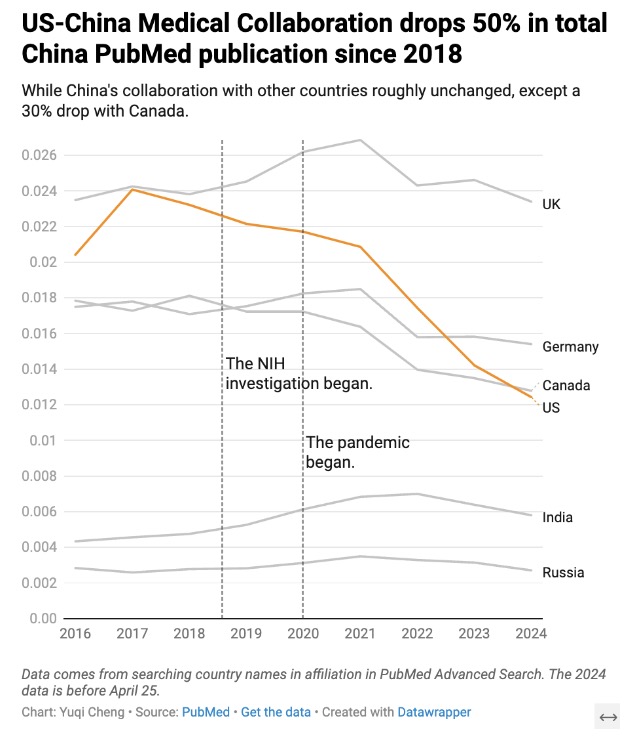 US-China Medical Collaboration drops 50% in total
China PubMed publication since 2018
While China's collaboration with other countries roughly unchanged, except a
30% drop with Canada.
0.026
0.024
UK
0.022
0.02
0.018
0.016
Germany
The NIH
investigation began.
0.014
Canada
US
0.012
0.01
The pandemic
began.
0.008
0.006
India
0.004
Russia
0.002
0.00
2016 2017 2018 2019 2020 2021 2022 2023 2024
Data comes from searching country names in affiliation in PubMed Advanced Search. The 2024
data is before April 25.
Chart: Yuqi Cheng • Source: PubMed • Get the data • Created with Datawrapper